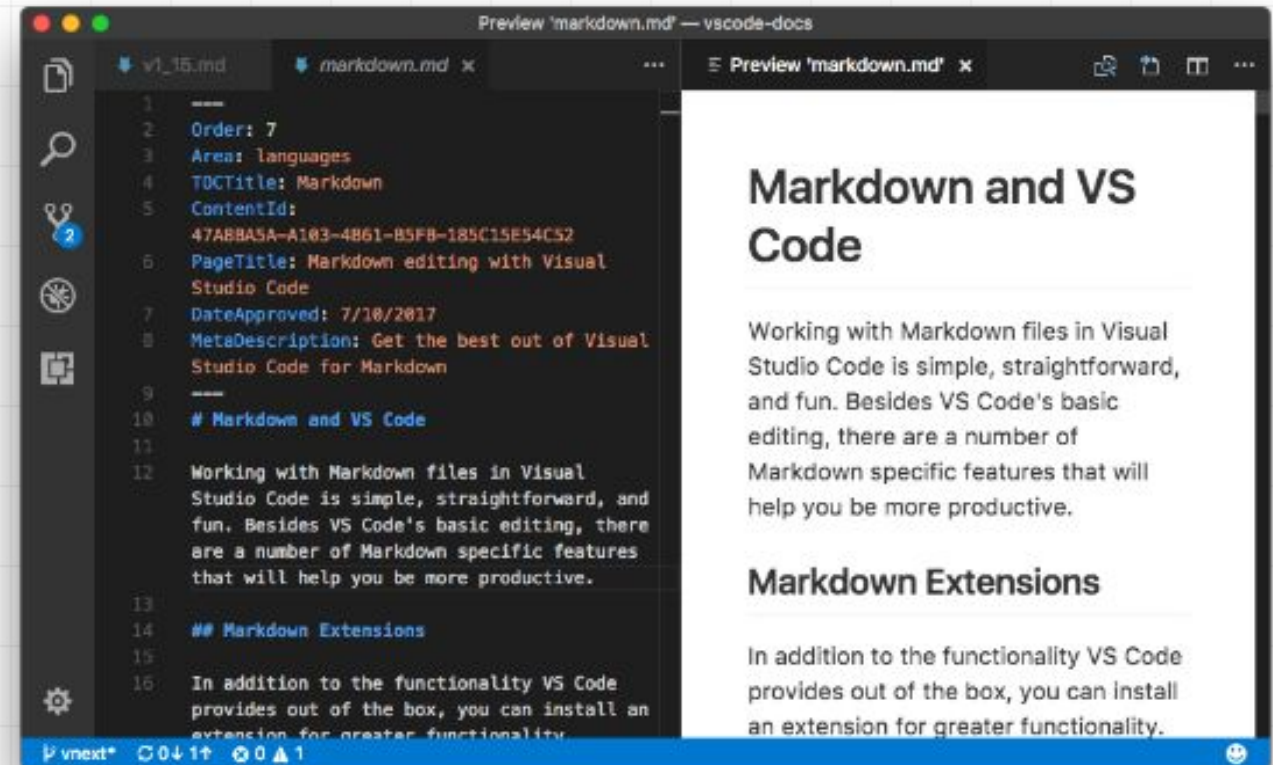 Preview 'markdown.md' — vscode-docs
v1_15.md
markdown.md ×
Preview 'markdown.md' ×
1 ---
2 Order: 7
3 Area: languages
4 TOCTitle: Markdown
5 ContentId:
47A8BA5A-A103-4B61-B5FB-185C15E54C52
6 PageTitle: Markdown editing with Visual
Studio Code
7 DateApproved: 7/10/2017
8 MetaDescription: Get the best out of Visual
Studio Code for Markdown
9 ---
10 # Markdown and VS Code
11
12 Working with Markdown files in Visual
Studio Code is simple, straightforward, and
fun. Besides VS Code's basic editing, there
are a number of Markdown specific features
that will help you be more productive.
13
14 ## Markdown Extensions
15
16 In addition to the functionality VS Code
provides out of the box, you can install an
extension for greater functionality.
Markdown and VS
Code
Working with Markdown files in Visual
Studio Code is simple, straightforward,
and fun. Besides VS Code's basic
editing, there are a number of
Markdown specific features that will
help you be more productive.
Markdown Extensions
In addition to the functionality VS Code
provides out of the box, you can install
an extension for greater functionality.
2
vnext* 0↓ 1↑ 0 1